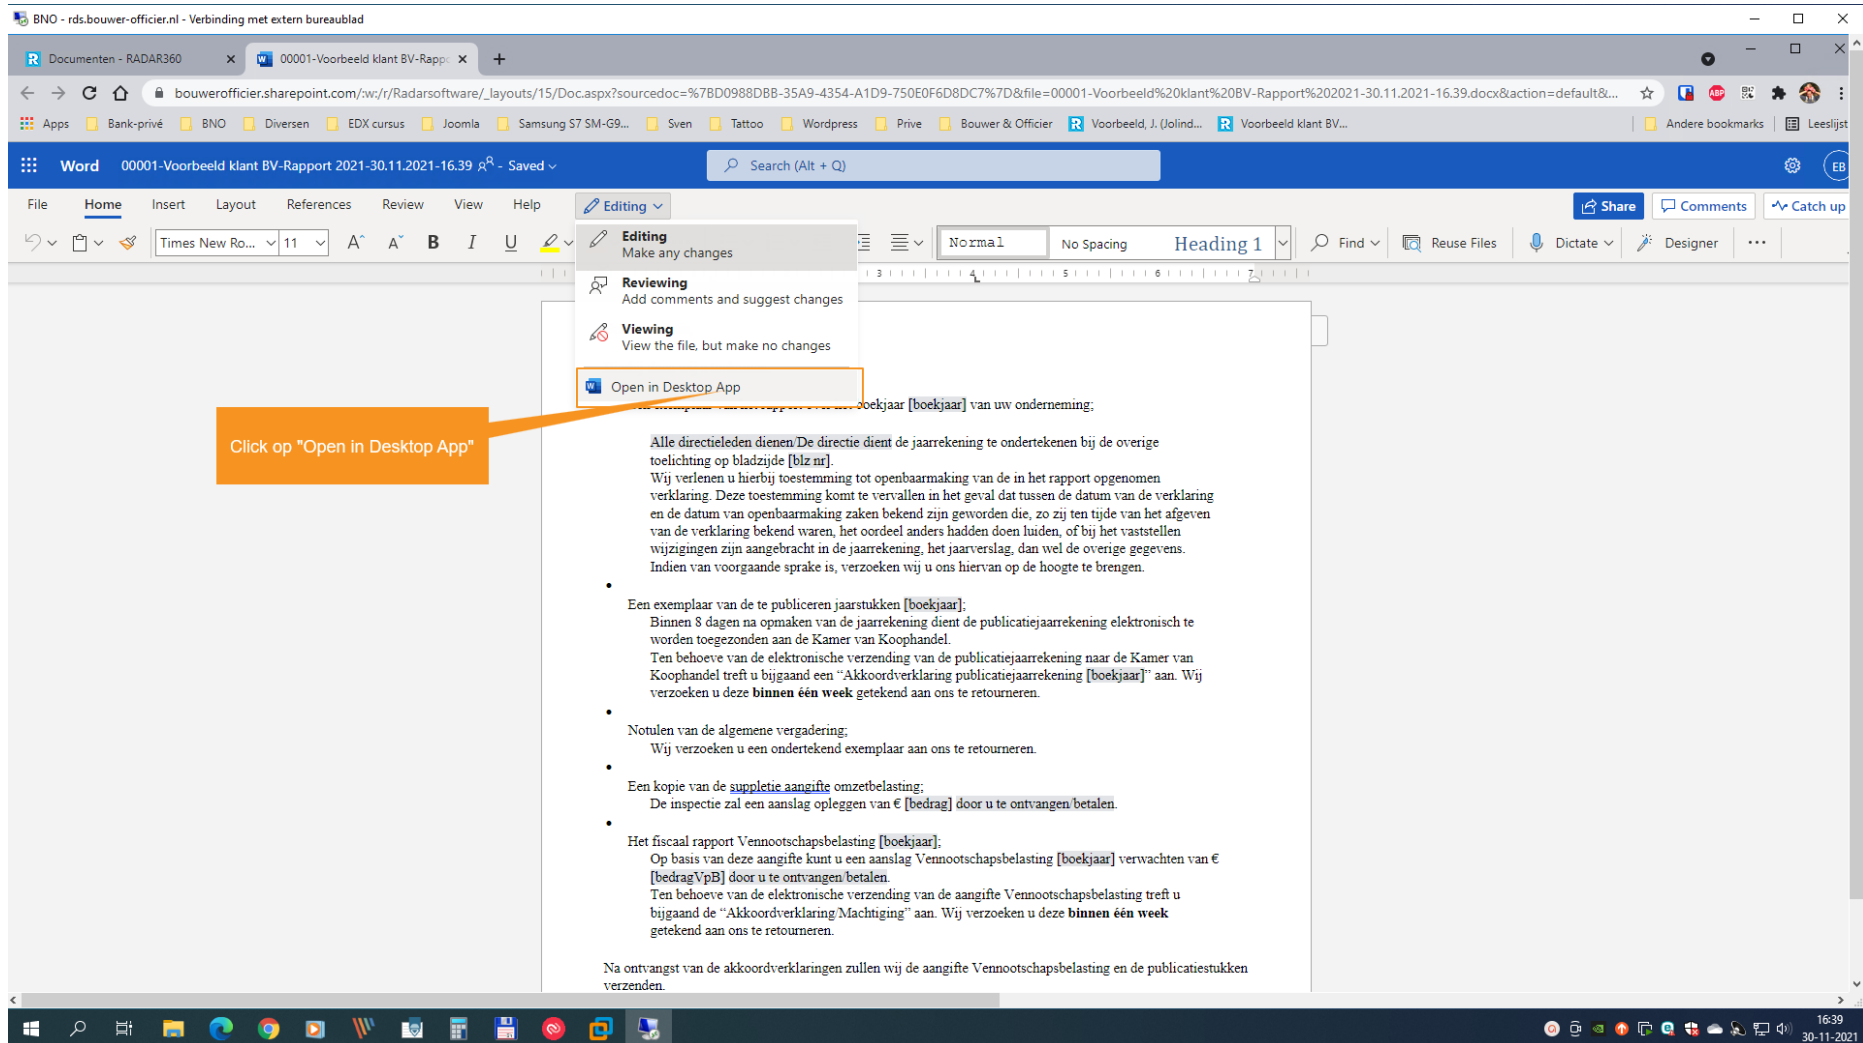 BNO - rds.bouwer-officier.nl - Verbinding met extern bureaublad
Documenten - RADAR360
00001-Voorbeeld klant BV-Rappo
bouwerofficier.sharepoint.com/:w:/r/Radarsoftware/_layouts/15/Doc.aspx?sourcedoc=%7BD0988DBB-35A9-4354-A1D9-750E0F6D8DC7%7D&file=00001-Voorbeeld%20klant%20BV-Rapport%202021-30.11.2021-16.39.docx&action=default&...
Apps Bank-privé BNO Diversen EDX cursus Joomla Samsung S7 SM-G9... Sven Tattoo Wordpress Prive Bouwer & Officier Voorbeeld, J. (Jolind... Voorbeeld klant BV... Andere bookmarks Leeslijst
Word 00001-Voorbeeld klant BV-Rapport 2021-30.11.2021-16.39 - Saved Search (Alt + Q) EB
File Home Insert Layout References Review View Help Editing Share Comments Catch up
Times New Ro... 11 A A B I U Normal No Spacing Heading 1 Find Reuse Files Dictate Designer
Editing
Make any changes
Reviewing
Add comments and suggest changes
Viewing
View the file, but make no changes
Open in Desktop App
3 4 5 6 7
Click op "Open in Desktop App"
boekjaar [boekjaar] van uw onderneming;
Alle directieleden dienen/De directie dient de jaarrekening te ondertekenen bij de overige
toelichting op bladzijde [blz nr].
Wij verlenen u hierbij toestemming tot openbaarmaking van de in het rapport opgenomen
verklaring. Deze toestemming komt te vervallen in het geval dat tussen de datum van de verklaring
en de datum van openbaarmaking zaken bekend zijn geworden die, zo zij ten tijde van het afgeven
van de verklaring bekend waren, het oordeel anders hadden doen luiden, of bij het vaststellen
wijzigingen zijn aangebracht in de jaarrekening, het jaarverslag, dan wel de overige gegevens.
Indien van voorgaande sprake is, verzoeken wij u ons hiervan op de hoogte te brengen.
•
Een exemplaar van de te publiceren jaarstukken [boekjaar];
Binnen 8 dagen na opmaken van de jaarrekening dient de publicatiejaarrekening elektronisch te
worden toegezonden aan de Kamer van Koophandel.
Ten behoeve van de elektronische verzending van de publicatiejaarrekening naar de Kamer van
Koophandel treft u bijgaand een “Akkoordverklaring publicatiejaarrekening [boekjaar]” aan. Wij
verzoeken u deze binnen één week getekend aan ons te retourneren.
•
Notulen van de algemene vergadering;
Wij verzoeken u een ondertekend exemplaar aan ons te retourneren.
•
Een kopie van de suppletie aangifte omzetbelasting;
De inspectie zal een aanslag opleggen van € [bedrag] door u te ontvangen/betalen.
•
Het fiscaal rapport Vennootschapsbelasting [boekjaar];
Op basis van deze aangifte kunt u een aanslag Vennootschapsbelasting [boekjaar] verwachten van €
[bedragVpB] door u te ontvangen/betalen.
Ten behoeve van de elektronische verzending van de aangifte Vennootschapsbelasting treft u
bijgaand de “Akkoordverklaring/Machtiging” aan. Wij verzoeken u deze binnen één week
getekend aan ons te retourneren.
Na ontvangst van de akkoordverklaringen zullen wij de aangifte Vennootschapsbelasting en de publicatiestukken
verzenden.
16:39
30-11-2021